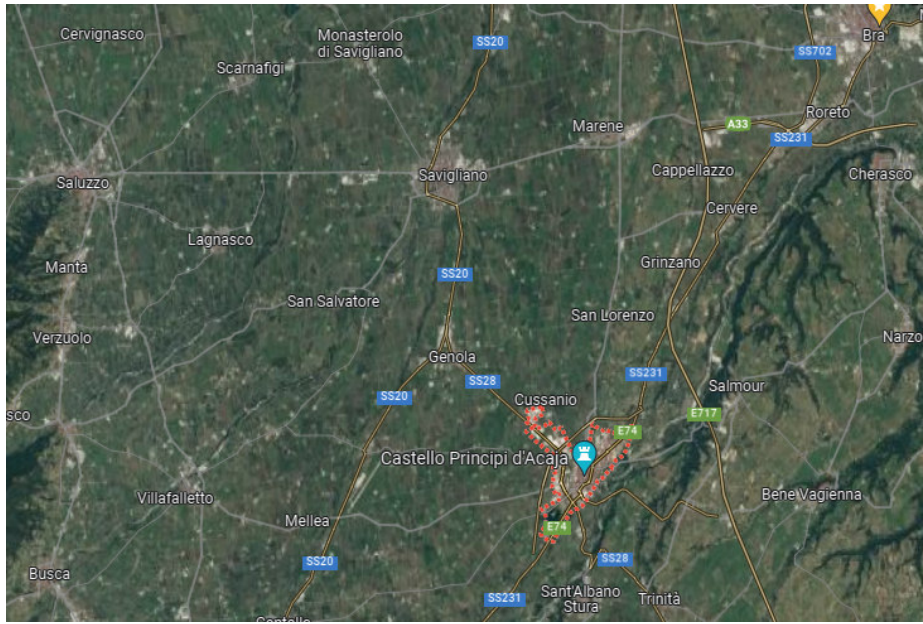 Cervignasco
Monasterolo
di Savigliano
SS20
Bra
Scarnafigi
SS702
Roreto
Marene
A33
SS231
Saluzzo
Savigliano
Cappellazzo
Cherasco
Cervere
Lagnasco
Manta
SS20
Grinzano
San Salvatore
San Lorenzo
Verzuolo
Narzo
Genola
SS28
SS231
Salmour
SS20
Cussanio
sco
E717
E74
Castello Principi d'Acaja
Villafalletto
Bene Vagienna
Mellea
E74
SS20
SS28
Busca
Sant'Albano
Stura
SS231
Trinità